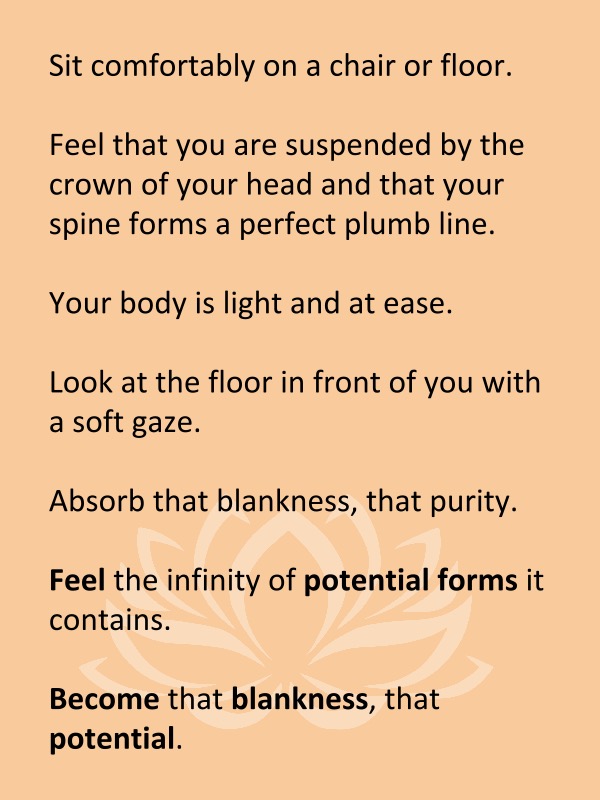 Sit comfortably on a chair or floor.
Feel that you are suspended by the
crown of your head and that your
spine forms a perfect plumb line.
Your body is light and at ease.
Look at the floor in front of you with
a soft gaze.
Absorb that blankness, that purity.
Feel the infinity of potential forms it
contains.
Become that blankness, that
potential.